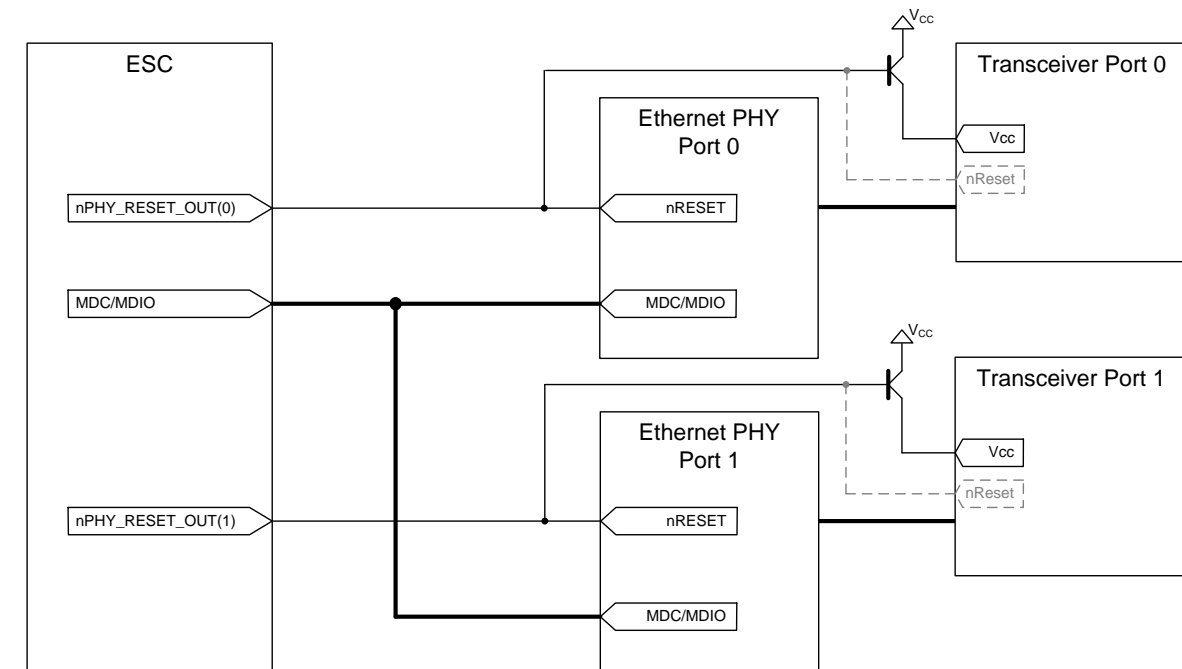 ESC
nPHY_RESET_OUT(0)
MDC/MDIO
nPHY_RESET_OUT(1)
Ethernet PHY
Port 0
nRESET
MDC/MDIO
VCC
Transceiver Port 0
Vcc
nReset
Ethernet PHY
Port 1
nRESET
MDC/MDIO
VCC
Transceiver Port 1
Vcc
nReset